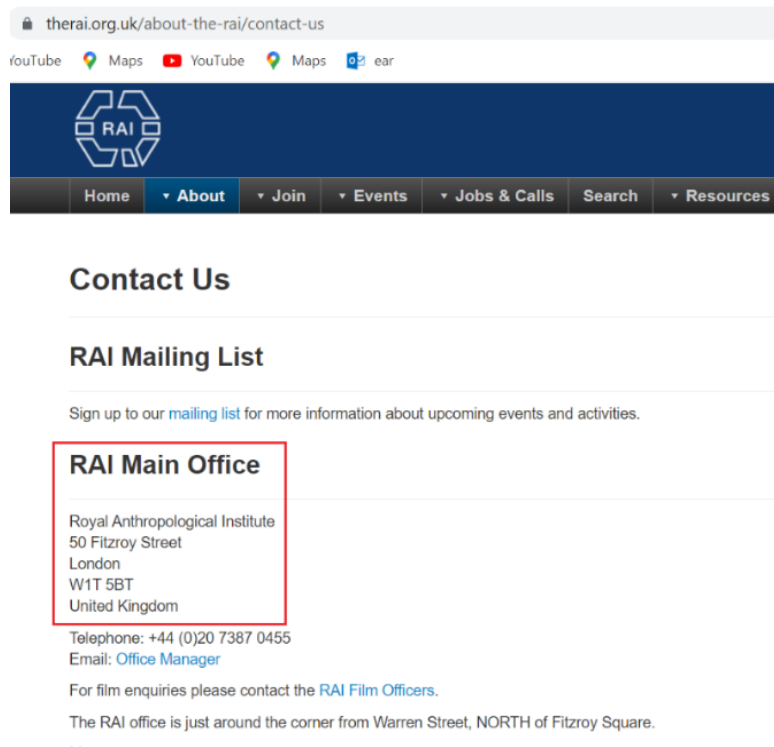 therai.org.uk/about-the-rai/contact-us
YouTube Maps YouTube Maps ear
RAI
Home About Join Events Jobs & Calls Search Resources
Contact Us
RAI Mailing List
Sign up to our mailing list for more information about upcoming events and activities.
RAI Main Office
Royal Anthropological Institute
50 Fitzroy Street
London
W1T 5BT
United Kingdom
Telephone: +44 (0)20 7387 0455
Email: Office Manager
For film enquiries please contact the RAI Film Officers.
The RAI office is just around the corner from Warren Street, NORTH of Fitzroy Square.